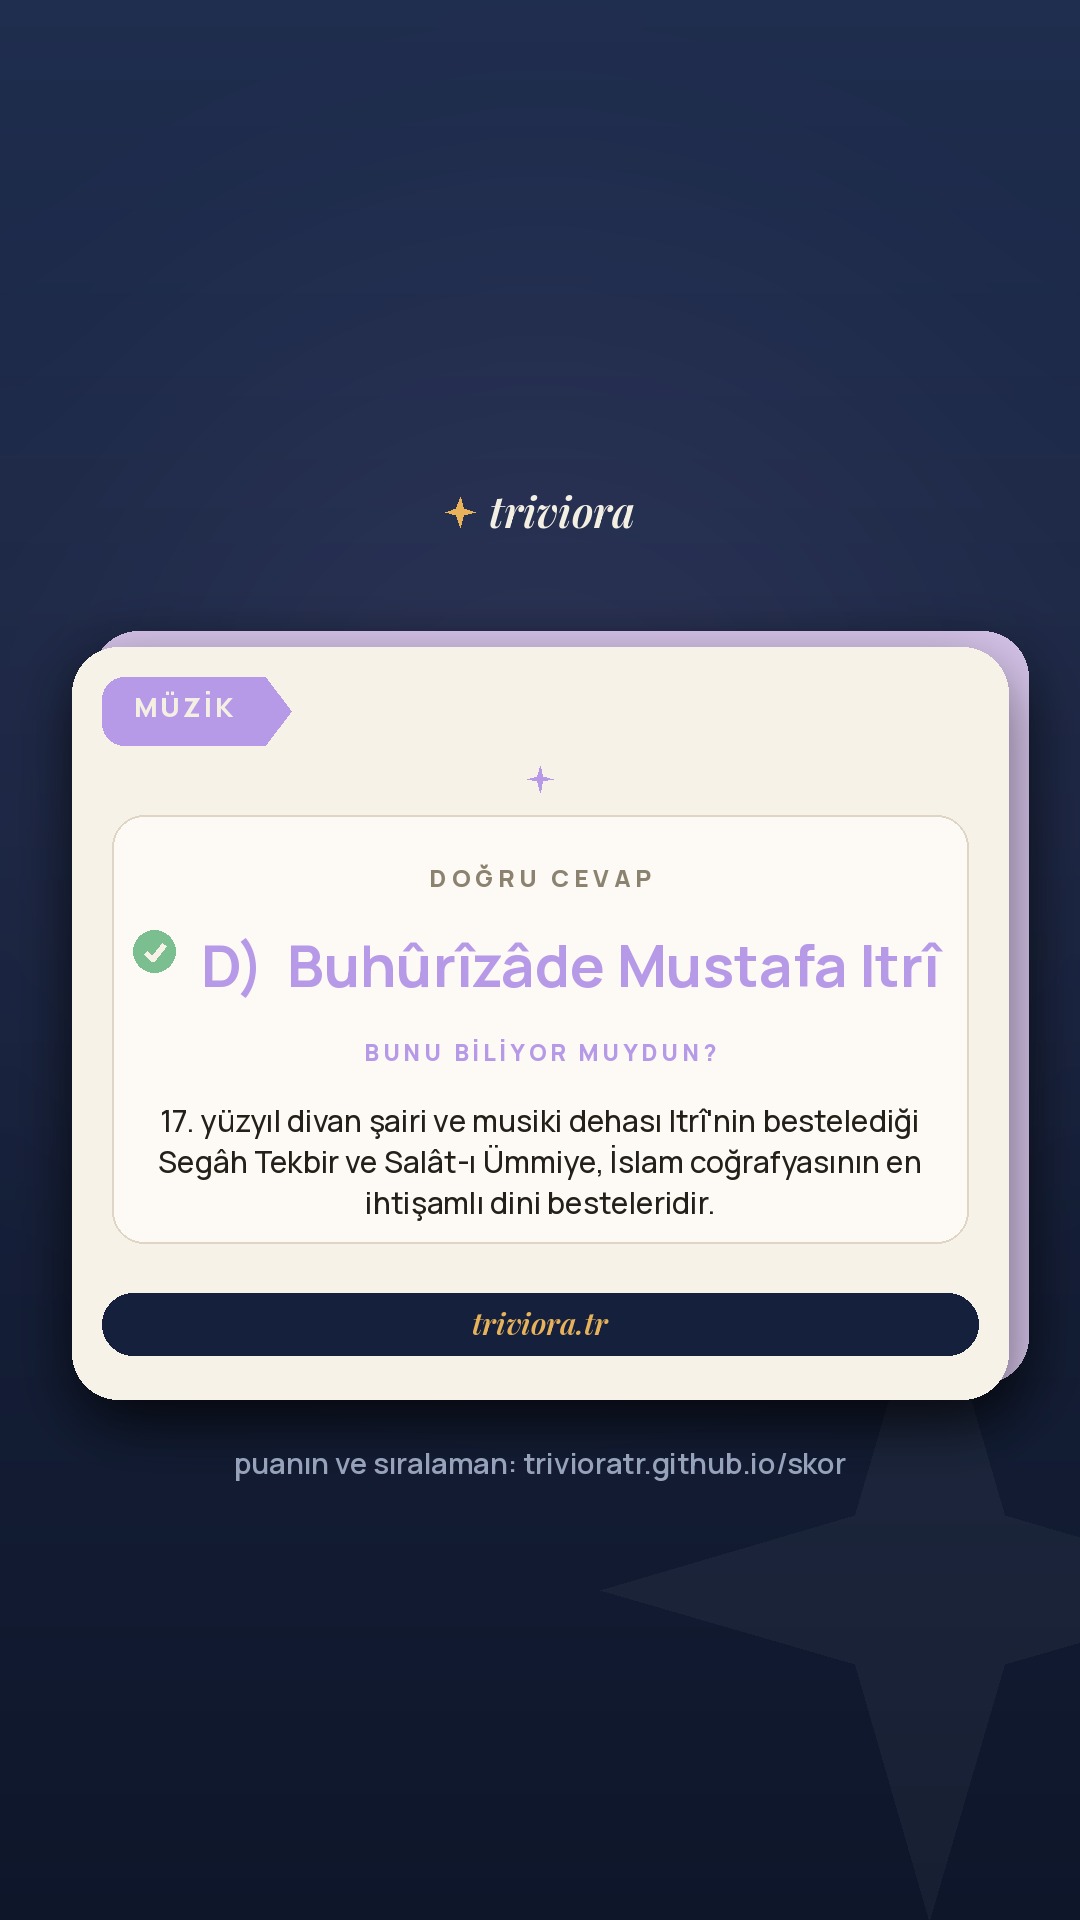 triviora
MÜZİK
DOĞRU CEVAP
D) Buhûrîzâde Mustafa Itrî
BUNU BİLİYOR MUYDUN?
17. yüzyıl divan şairi ve musiki dehası Itrî'nin bestelediği
Segâh Tekbir ve Salât-ı Ümmiye, İslam coğrafyasının en
ihtişamlı dini besteleridir.
triviora.tr
puanın ve sıralaman: trivioratr.github.io/skor